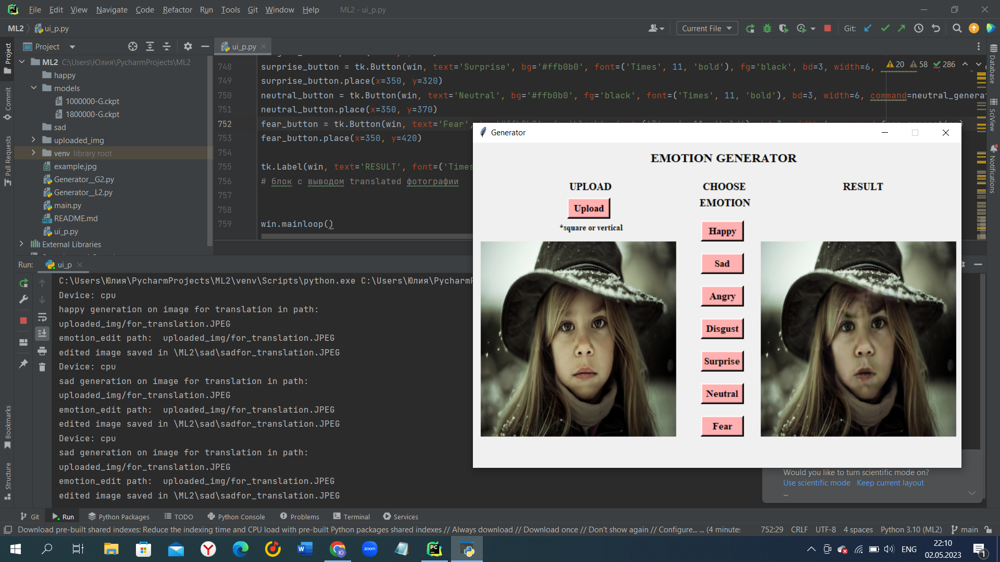 File Edit View Navigate Code Refactor Run Tools Git Window Help ML2 - ui_p.py
ML2 ui_p.py Current File Git:
Project ui_p.py
ML2 C:\Users\Юлия\PycharmProjects\ML2
happy
models
1000000-G.ckpt
1800000-G.ckpt
sad
uploaded_img
venv library root
example.jpg
Generator__G2.py
Generator__L2.py
main.py
README.md
ui_p.py
External Libraries
Project
Commit
Pull Requests
Bookmarks
Structure
Database
SciView
Notifications
20 58 286
748 surprise_button = tk.Button(win, text='Surprise', bg='#ffb0b0', font=('Times', 11, 'bold'), fg='black', bd=3, width=6,
749 surprise_button.place(x=350, y=320)
750 neutral_button = tk.Button(win, text='Neutral', bg='#ffb0b0', fg='black', font=('Times', 11, 'bold'), bd=3, width=6, command=neutral_genera
751 neutral_button.place(x=350, y=370)
752 fear_button = tk.Button(win, text='Fear',
753 fear_button.place(x=350, y=420)
754
755 tk.Label(win, text='RESULT', font=('Times
756 # блок с выводом translated фотографии
757
758
759 win.mainloop()
Run: ui_p
C:\Users\Юлия\PycharmProjects\ML2\venv\Scripts\python.exe C:\Users\Юлия\Pycharm
Device: cpu
happy generation on image for translation in path:
uploaded_img/for_translation.JPEG
emotion_edit path:  uploaded_img/for_translation.JPEG
edited image saved in \ML2\sad\sadfor_translation.JPEG
Device: cpu
sad generation on image for translation in path:
uploaded_img/for_translation.JPEG
emotion_edit path:  uploaded_img/for_translation.JPEG
edited image saved in \ML2\sad\sadfor_translation.JPEG
Device: cpu
sad generation on image for translation in path:
uploaded_img/for_translation.JPEG
emotion_edit path:  uploaded_img/for_translation.JPEG
edited image saved in \ML2\sad\sadfor_translation.JPEG
Generator
EMOTION GENERATOR
UPLOAD
Upload
*square or vertical
CHOOSE
EMOTION
Happy
Sad
Angry
Disgust
Surprise
Neutral
Fear
RESULT
Would you like to turn scientific mode on?
Use scientific mode Keep current layout
...
Git Run Python Packages TODO Python Console Problems Terminal Services
Download pre-built shared indexes: Reduce the indexing time and CPU load with pre-built Python packages shared indexes // Always download // Download once // Don't show again // Configure... ... (4 minutes 752:29 CRLF UTF-8 4 spaces Python 3.10 (ML2) main
zoom
ENG
22:10
02.05.2023
1